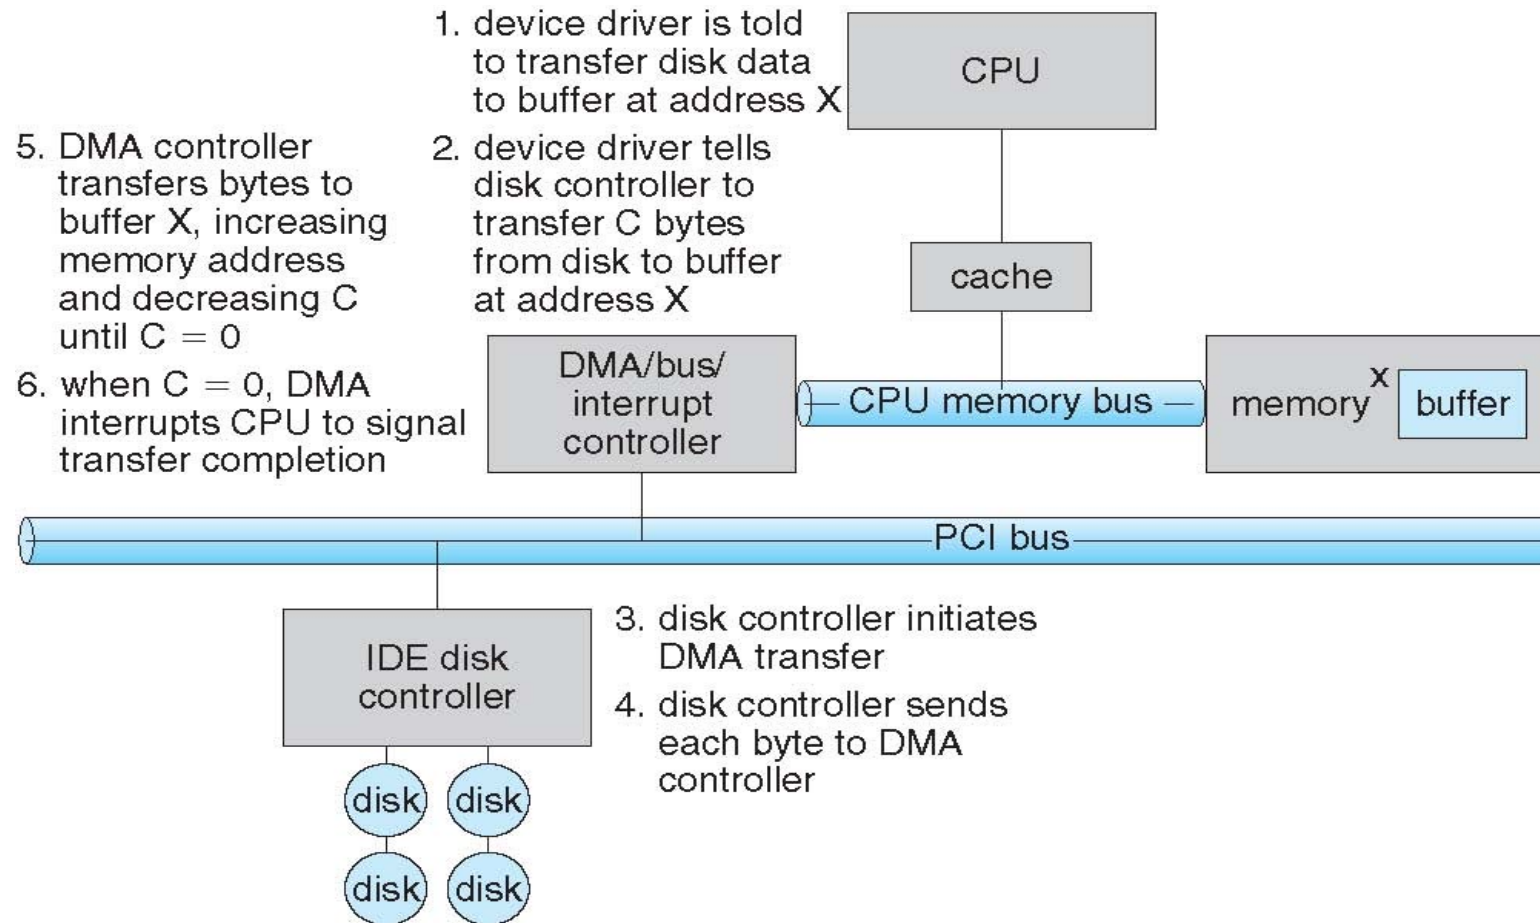 1. device driver is told
to transfer disk data
to buffer at address X
CPU
5. DMA controller
transfers bytes to
buffer X, increasing
memory address
and decreasing C
until C = 0
2. device driver tells
disk controller to
transfer C bytes
from disk to buffer
at address X
cache
6. when C = 0, DMA
interrupts CPU to signal
transfer completion
DMA/bus/
interrupt
controller
CPU memory bus
memory
X
buffer
PCI bus
IDE disk
controller
3. disk controller initiates
DMA transfer
4. disk controller sends
each byte to DMA
controller
disk
disk
disk
disk